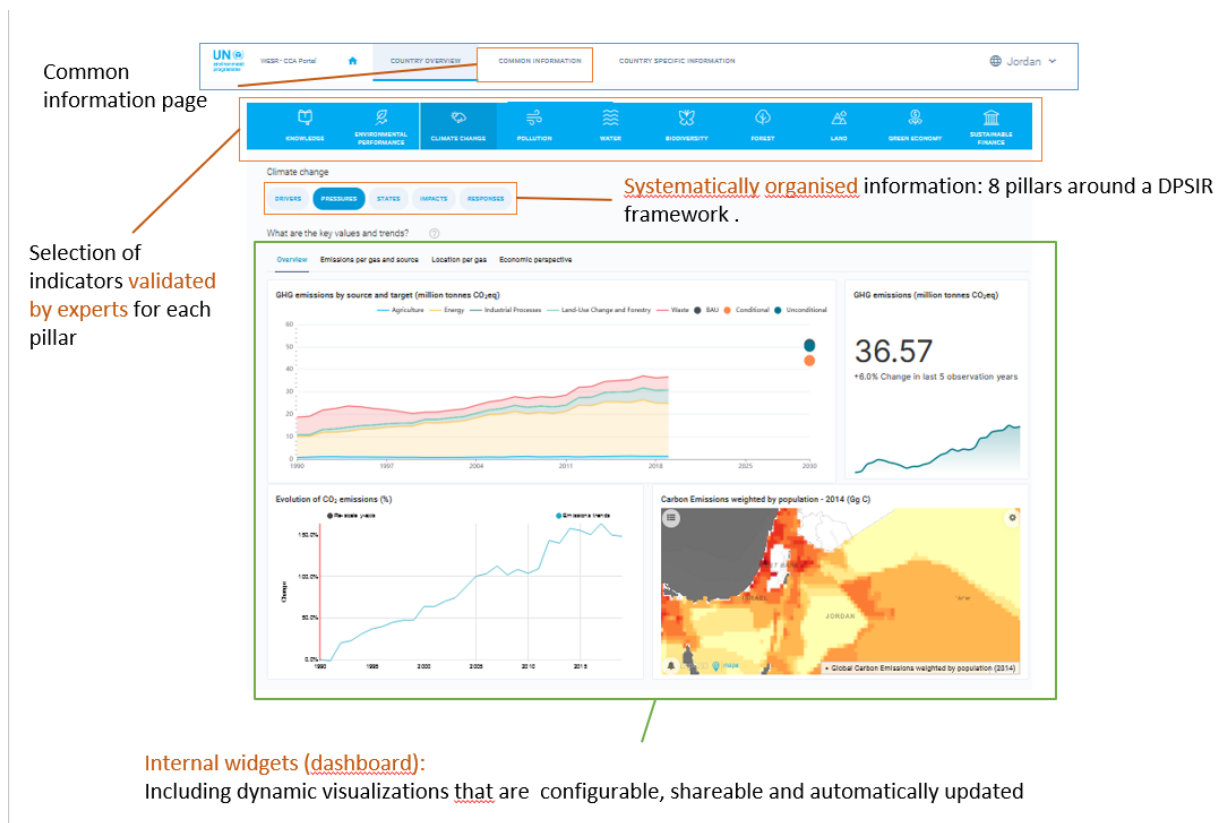 UN
environment
programme
WESR - CCA Portal
COUNTRY OVERVIEW
COMMON INFORMATION
COUNTRY SPECIFIC INFORMATION
Jordan
Common
information page
KNOWLEDGE
ENVIRONMENTAL
PERFORMANCE
CLIMATE CHANGE
POLLUTION
WATER
BIODIVERSITY
FOREST
LAND
GREEN ECONOMY
SUSTAINABLE
FINANCE
Climate change
DRIVERS
PRESSURES
STATES
IMPACTS
RESPONSES
Systematically organised information: 8 pillars around a DPSIR
framework .
What are the key values and trends?
Selection of
indicators validated
by experts for each
pillar
Overview
Emissions per gas and source
Location per gas
Economic perspective
GHG emissions by source and target (million tonnes CO₂eq)
Agriculture
Energy
Industrial Processes
Land-Use Change and Forestry
Waste
BAU
Conditional
Unconditional
60
50
40
30
20
10
0
1990
1997
2004
2011
2018
2025
2030
GHG emissions (million tonnes CO₂eq)
36.57
+6.0% Change in last 5 observation years
Evolution of CO₂ emissions (%)
Re-scale y-axis
Emissions trends
Change
150.0%
100.0%
50.0%
0.0%
1990
1995
2000
2005
2010
2015
Carbon Emissions weighted by population - 2014 (Gg C)
JORDAN
Global Carbon Emissions weighted by population (2014)
Internal widgets (dashboard):
Including dynamic visualizations that are configurable, shareable and automatically updated